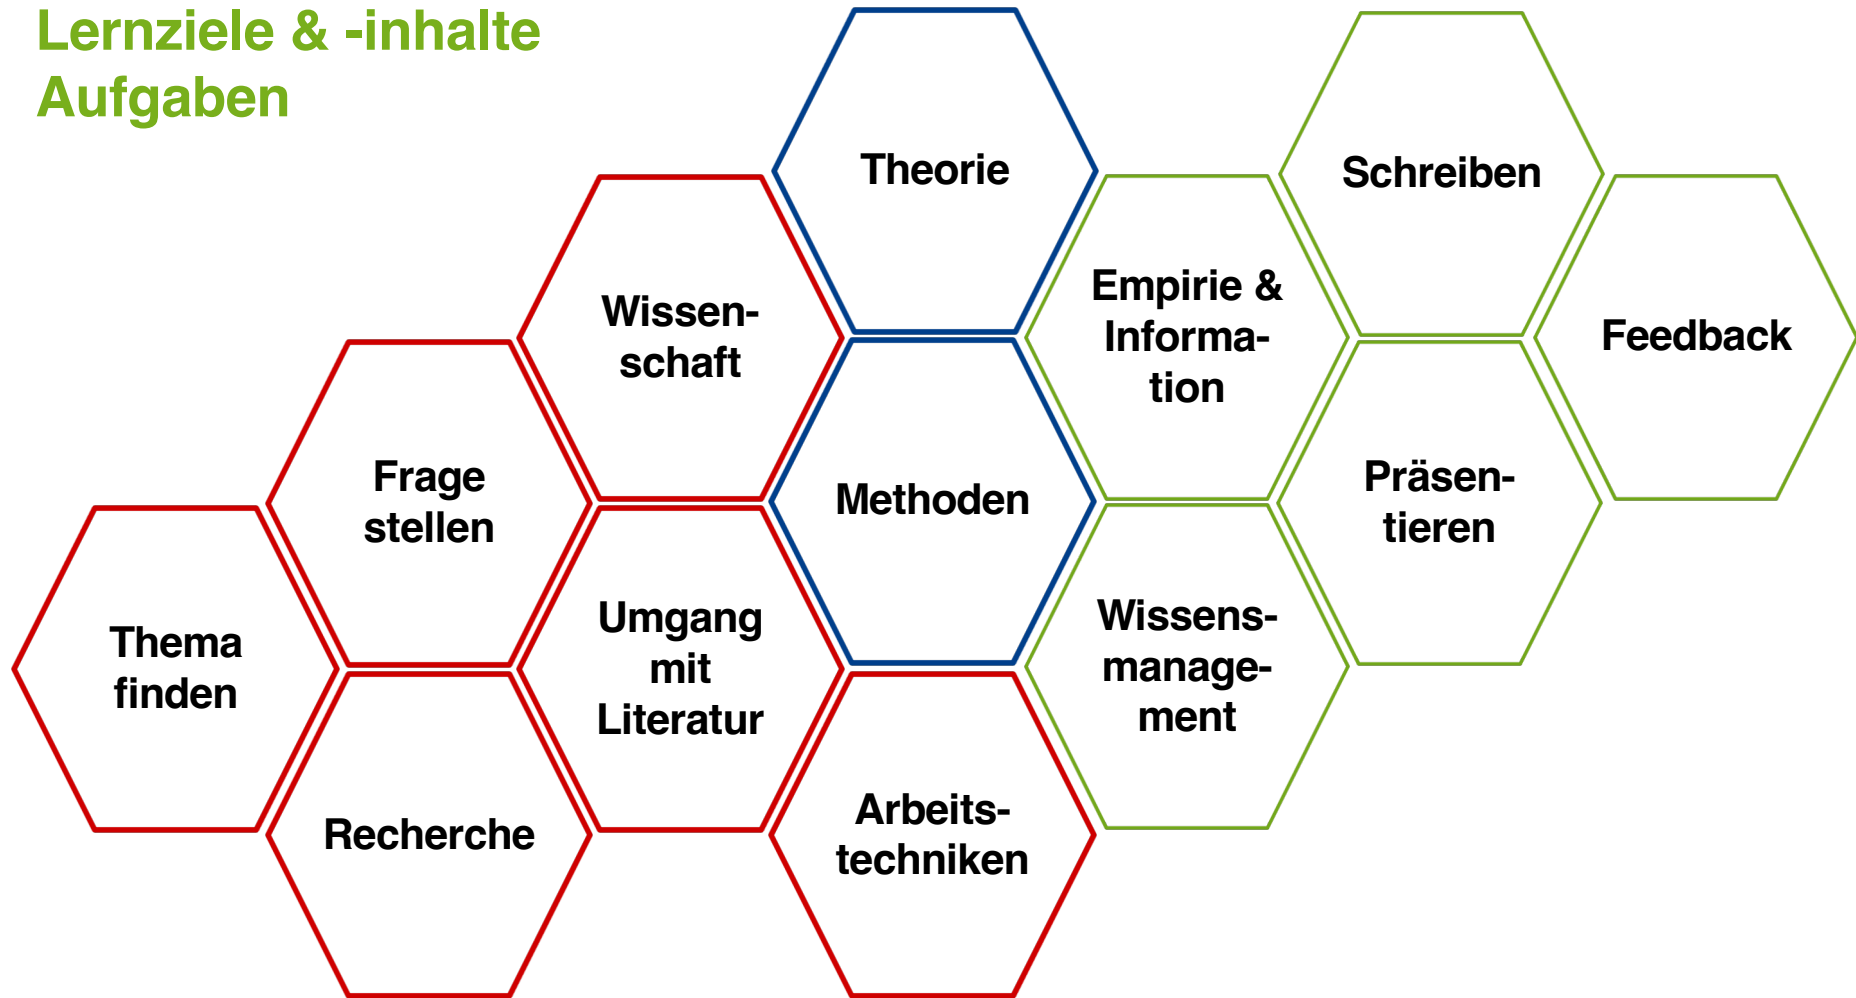 Lernziele & -inhalte
Aufgaben
Theorie
Schreiben
Wissen-
schaft
Empirie &
Informa-
tion
Feedback
Frage
stellen
Methoden
Präsen-
tieren
Thema
finden
Umgang
mit
Literatur
Wissens-
manage-
ment
Recherche
Arbeits-
techniken